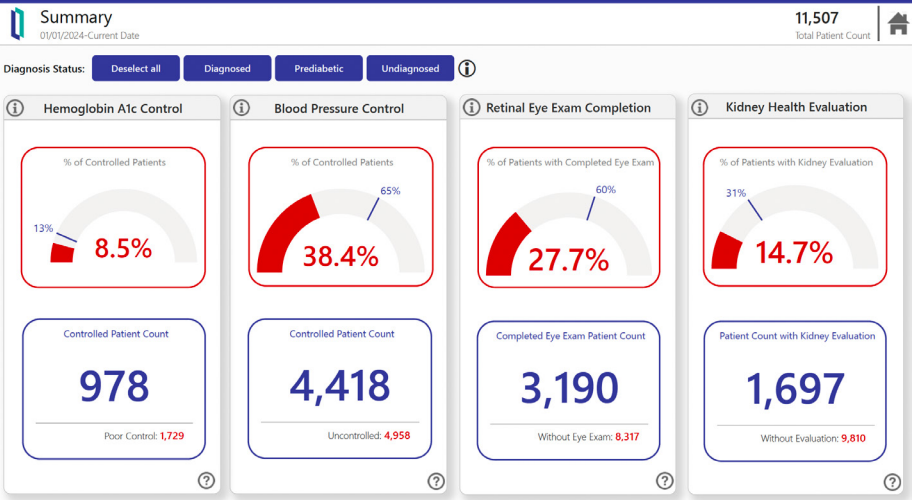 Summary
01/01/2024-Current Date
11,507
Total Patient Count
Diagnosis Status:
Deselect all
Diagnosed
Prediabetic
Undiagnosed
Hemoglobin A1c Control
% of Controlled Patients
13%
8.5%
Controlled Patient Count
978
Poor Control: 1,729
Blood Pressure Control
% of Controlled Patients
65%
38.4%
Controlled Patient Count
4,418
Uncontrolled: 4,958
Retinal Eye Exam Completion
% of Patients with Completed Eye Exam
60%
27.7%
Completed Eye Exam Patient Count
3,190
Without Eye Exam: 8,317
Kidney Health Evaluation
% of Patients with Kidney Evaluation
31%
14.7%
Patient Count with Kidney Evaluation
1,697
Without Evaluation: 9,810